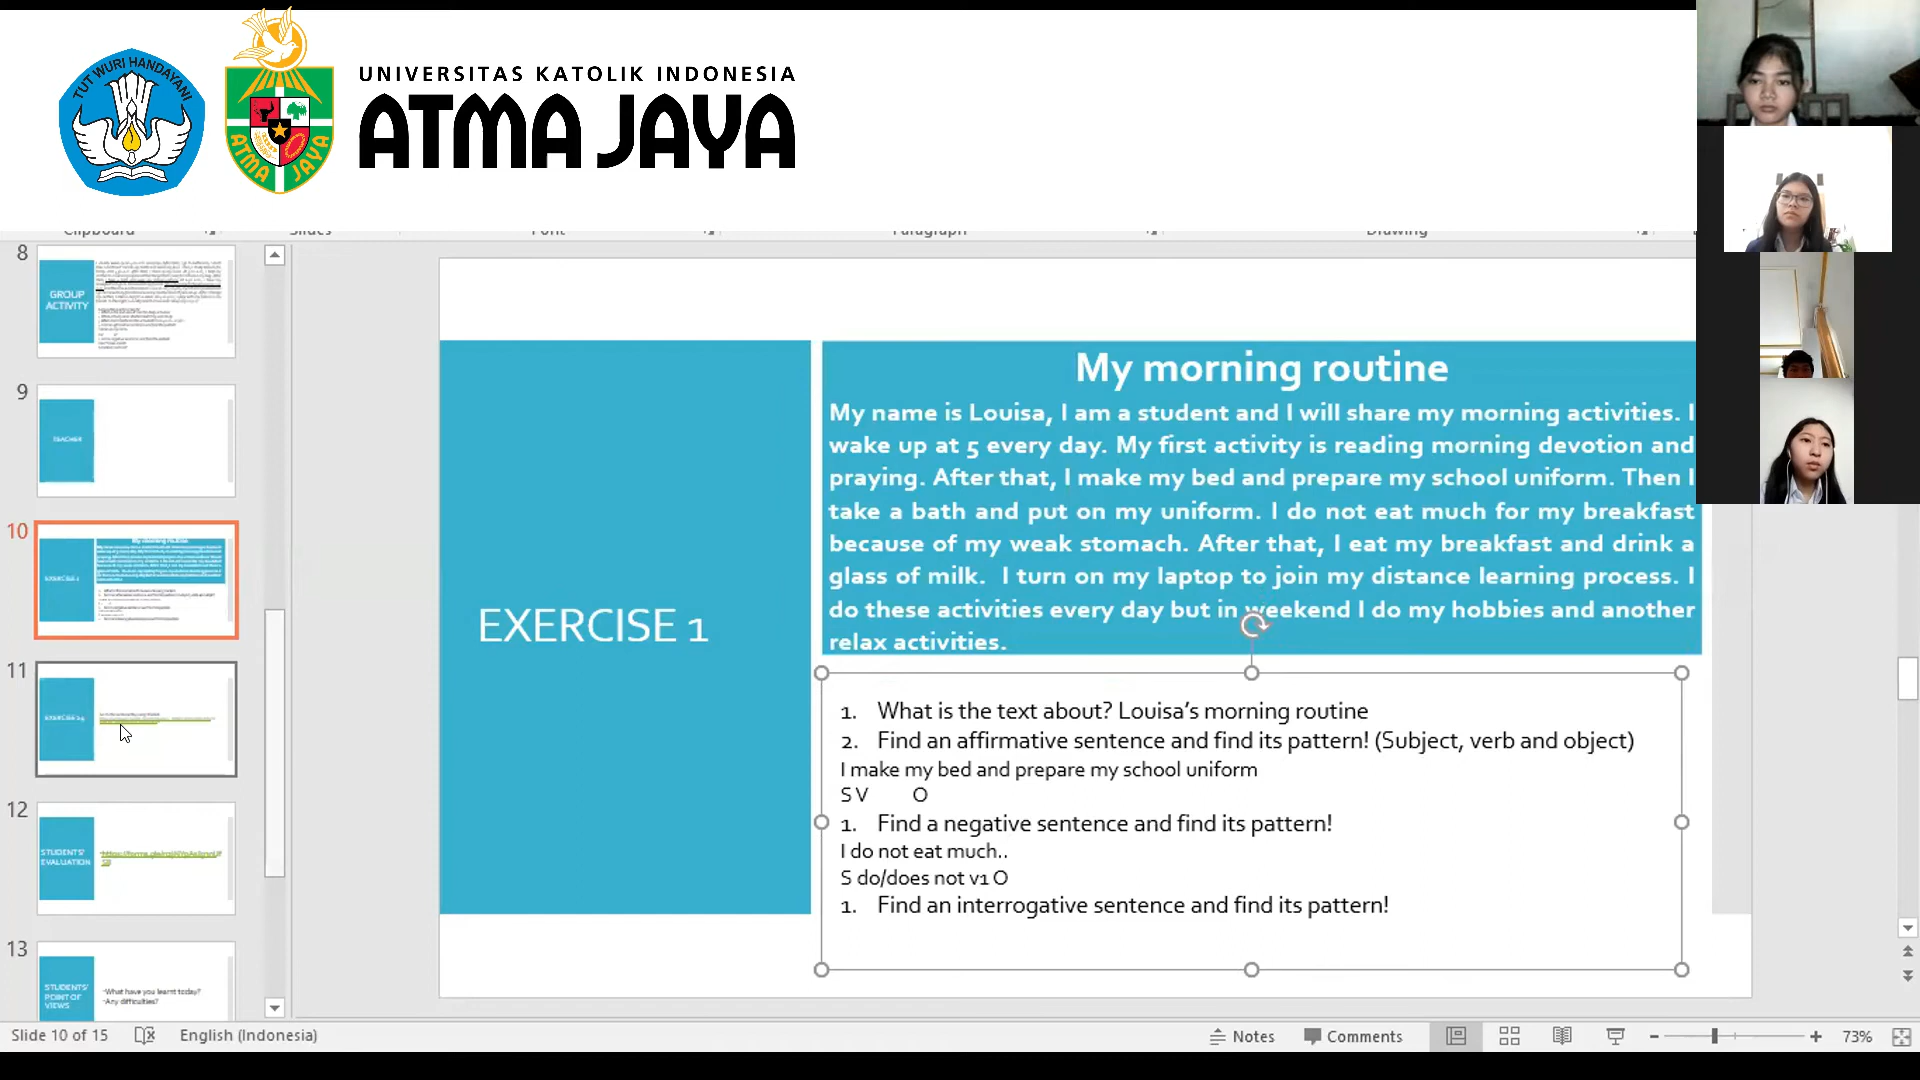 TUT WURI HANDAYANI
ATMA JAYA
UNIVERSITAS KATOLIK INDONESIA
ATMA JAYA
Clipboard Slides Font Paragraph Drawing
8
GROUP
ACTIVITY
9
TEACHER
10
My morning routine
EXERCISE 1
11
12
STUDENTS'
EVALUATION
13
STUDENTS'
POINT OF
VIEWS
What have you learnt today?
Any difficulties?
EXERCISE 1
My morning routine
My name is Louisa, I am a student and I will share my morning activities. I
wake up at 5 every day. My first activity is reading morning devotion and
praying. After that, I make my bed and prepare my school uniform. Then I
take a bath and put on my uniform. I do not eat much for my breakfast
because of my weak stomach. After that, I eat my breakfast and drink a
glass of milk. I turn on my laptop to join my distance learning process. I
do these activities every day but in weekend I do my hobbies and another
relax activities.
1. What is the text about? Louisa's morning routine
2. Find an affirmative sentence and find its pattern! (Subject, verb and object)
I make my bed and prepare my school uniform
S V O
1. Find a negative sentence and find its pattern!
I do not eat much..
S do/does not v1 O
1. Find an interrogative sentence and find its pattern!
Slide 10 of 15 English (Indonesia) Notes Comments 73%